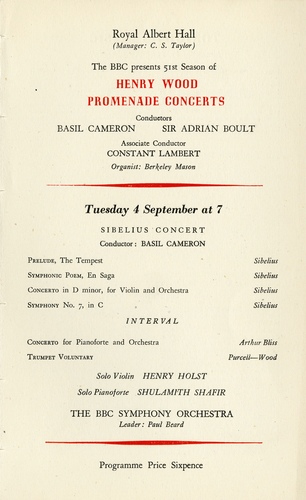 Royal Albert Hall
(Manager: C. S. Taylor)
The BBC presents 51st Season of
HENRY WOOD
PROMENADE CONCERTS
Conductors
BASIL CAMERON SIR ADRIAN BOULT
Associate Conductor
CONSTANT LAMBERT
Organist: Berkeley Mason
Tuesday 4 September at 7
SIBELIUS CONCERT
Conductor: BASIL CAMERON
PRELUDE, The Tempest Sibelius
SYMPHONIC POEM, En Saga Sibelius
CONCERTO in D minor, for Violin and Orchestra Sibelius
SYMPHONY No. 7, in C Sibelius
INTERVAL
CONCERTO for Pianoforte and Orchestra Arthur Bliss
TRUMPET VOLUNTARY Purcell—Wood
Solo Violin HENRY HOLST
Solo Pianoforte SHULAMITH SHAFIR
THE BBC SYMPHONY ORCHESTRA
Leader: Paul Beard
Programme Price Sixpence